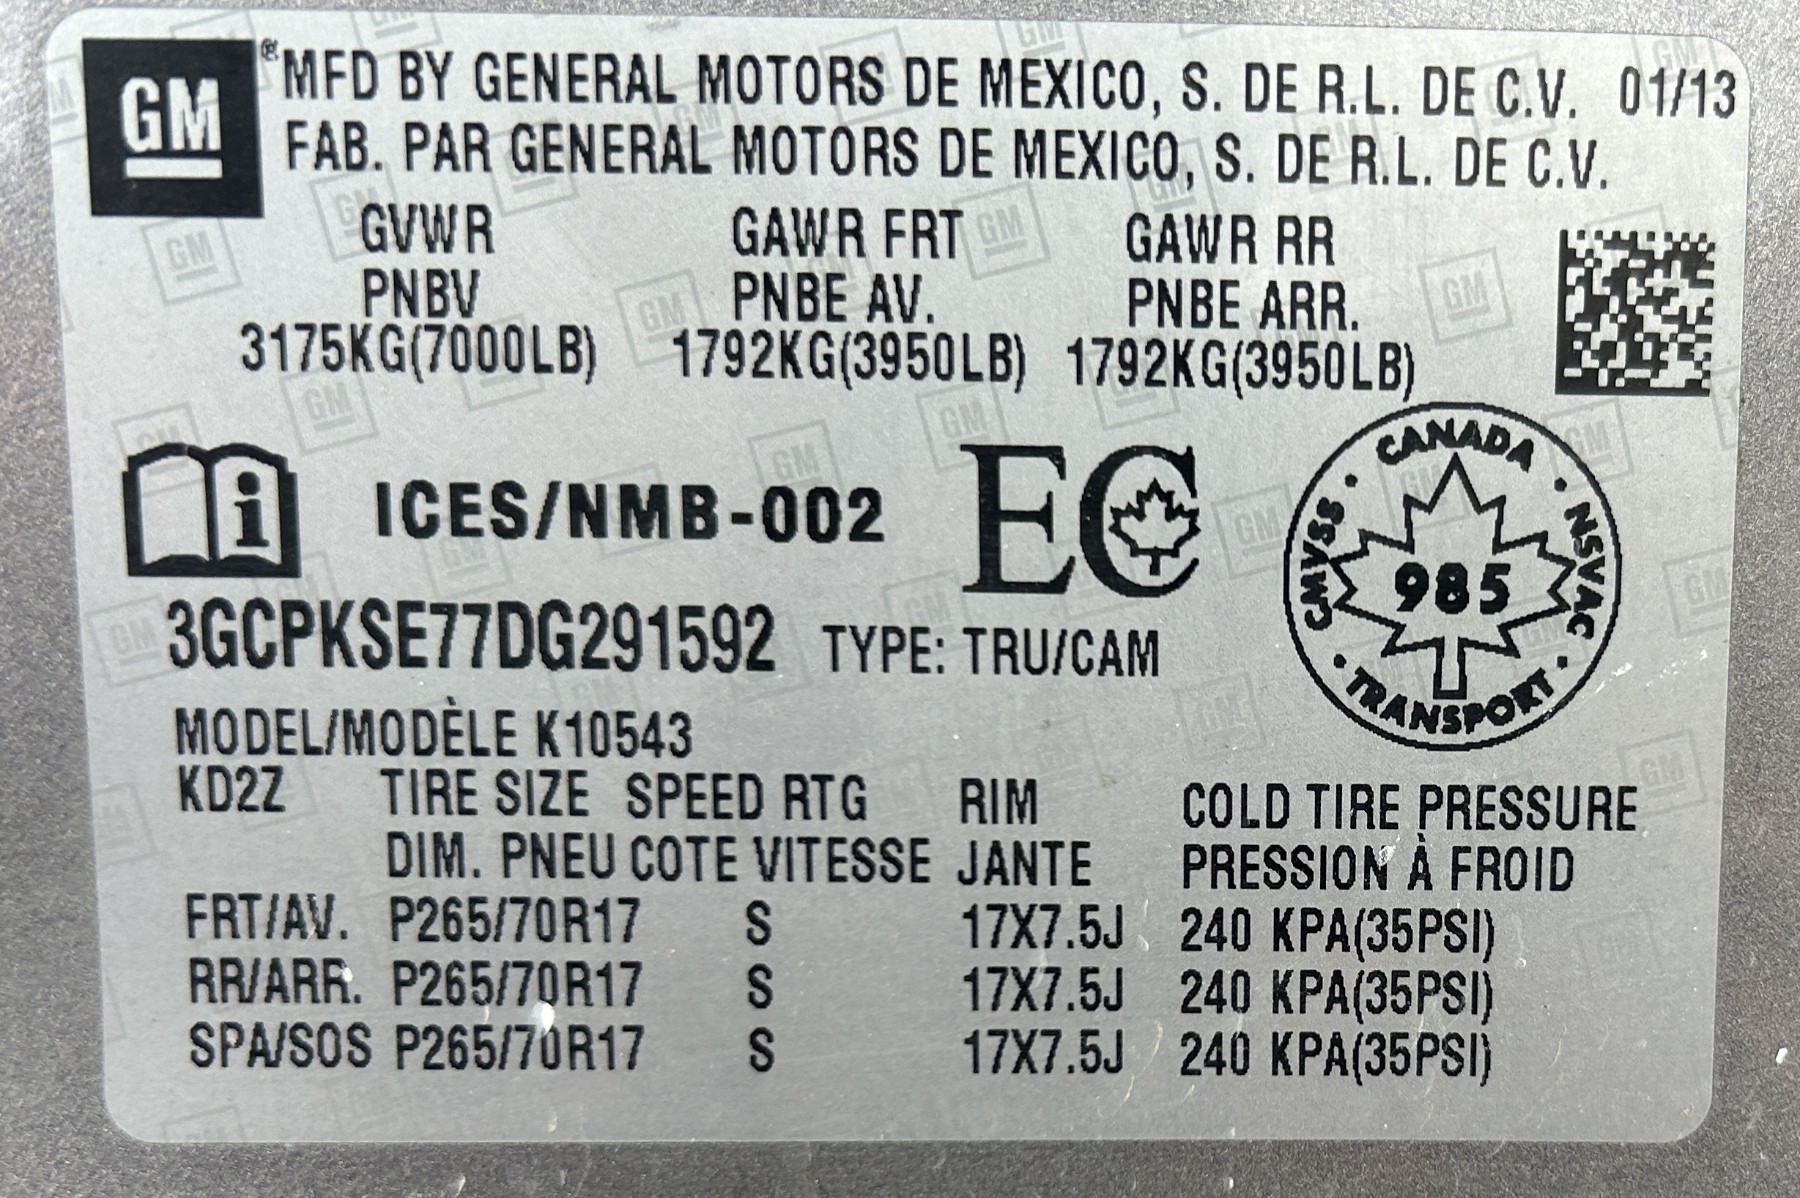 GM® MFD BY GENERAL MOTORS DE MEXICO, S. DE R.L. DE C.V. 01/13
FAB. PAR GENERAL MOTORS DE MEXICO, S. DE R.L. DE C.V.
GVWR GAWR FRT GAWR RR
PNBV PNBE AV. PNBE ARR.
3175KG(7000LB) 1792KG(3950LB) 1792KG(3950LB)
i ICES/NMB-002 EC
CANADA
CMVSS · 985 · NSVAC
· TRANSPORT ·
3GCPKSE77DG291592 TYPE: TRU/CAM
MODEL/MODÈLE K10543
KD2Z TIRE SIZE SPEED RTG RIM COLD TIRE PRESSURE
DIM. PNEU COTE VITESSE JANTE PRESSION À FROID
FRT/AV. P265/70R17 S 17X7.5J 240 KPA(35PSI)
RR/ARR. P265/70R17 S 17X7.5J 240 KPA(35PSI)
SPA/SOS P265/70R17 S 17X7.5J 240 KPA(35PSI)